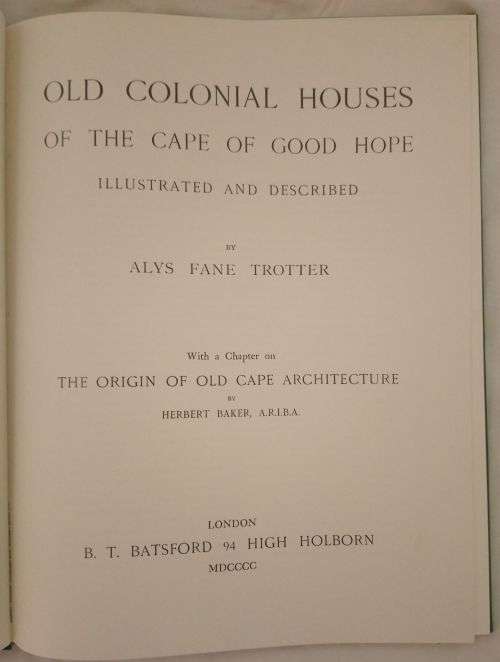 OLD COLONIAL HOUSES
OF THE CAPE OF GOOD HOPE
ILLUSTRATED AND DESCRIBED
BY
ALYS FANE TROTTER
With a Chapter on
THE ORIGIN OF OLD CAPE ARCHITECTURE
BY
HERBERT BAKER, A.R.I.B.A.
LONDON
B. T. BATSFORD 94 HIGH HOLBORN
MDCCCC